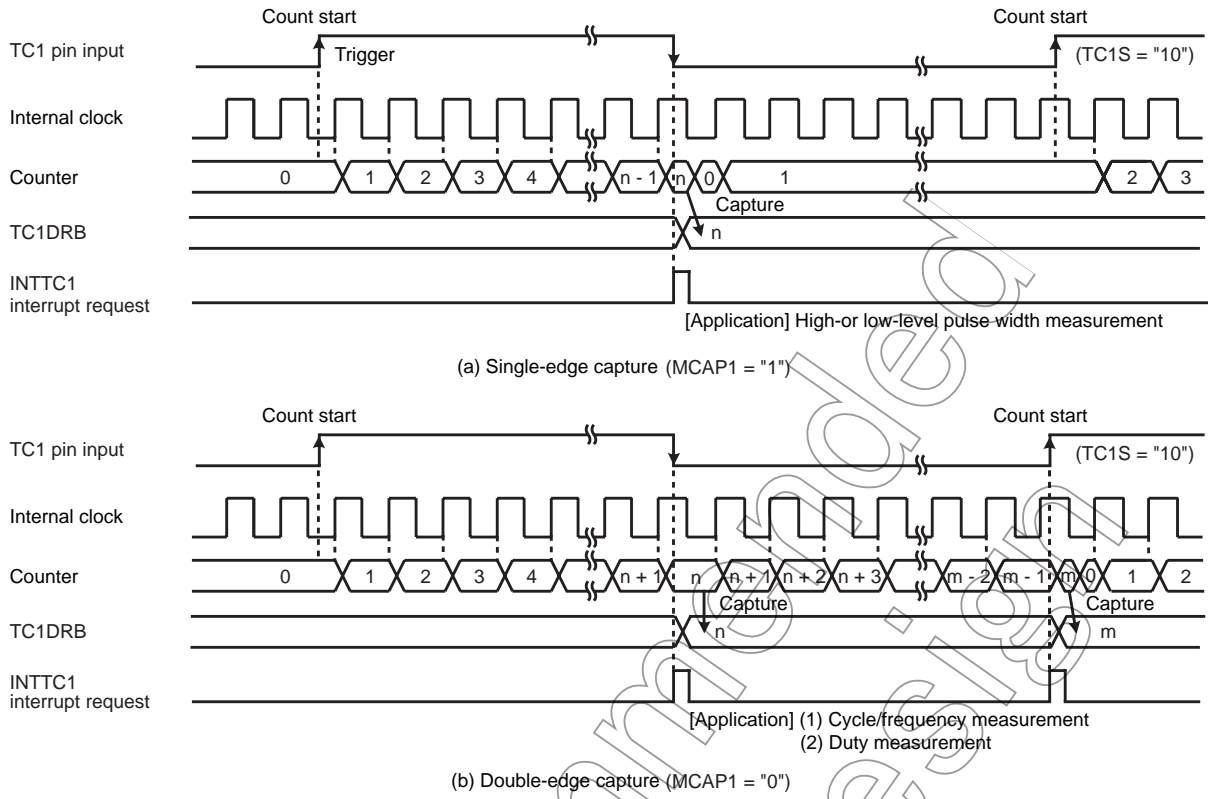 Count start Count start
TC1 pin input Trigger (TC1S = "10")
Internal clock
Counter 0 1 2 3 4 n - 1 n 0 1 2 3
Capture
TC1DRB n
INTTC1
interrupt request
[Application] High-or low-level pulse width measurement
(a) Single-edge capture (MCAP1 = "1")
Count start Count start
TC1 pin input (TC1S = "10")
Internal clock
Counter 0 1 2 3 4 n + 1 n n + 1 n + 2 n + 3 m - 2 m - 1 m 0 1 2
Capture Capture
TC1DRB n m
INTTC1
interrupt request
[Application] (1) Cycle/frequency measurement
(2) Duty measurement
(b) Double-edge capture (MCAP1 = "0")
mended
esign